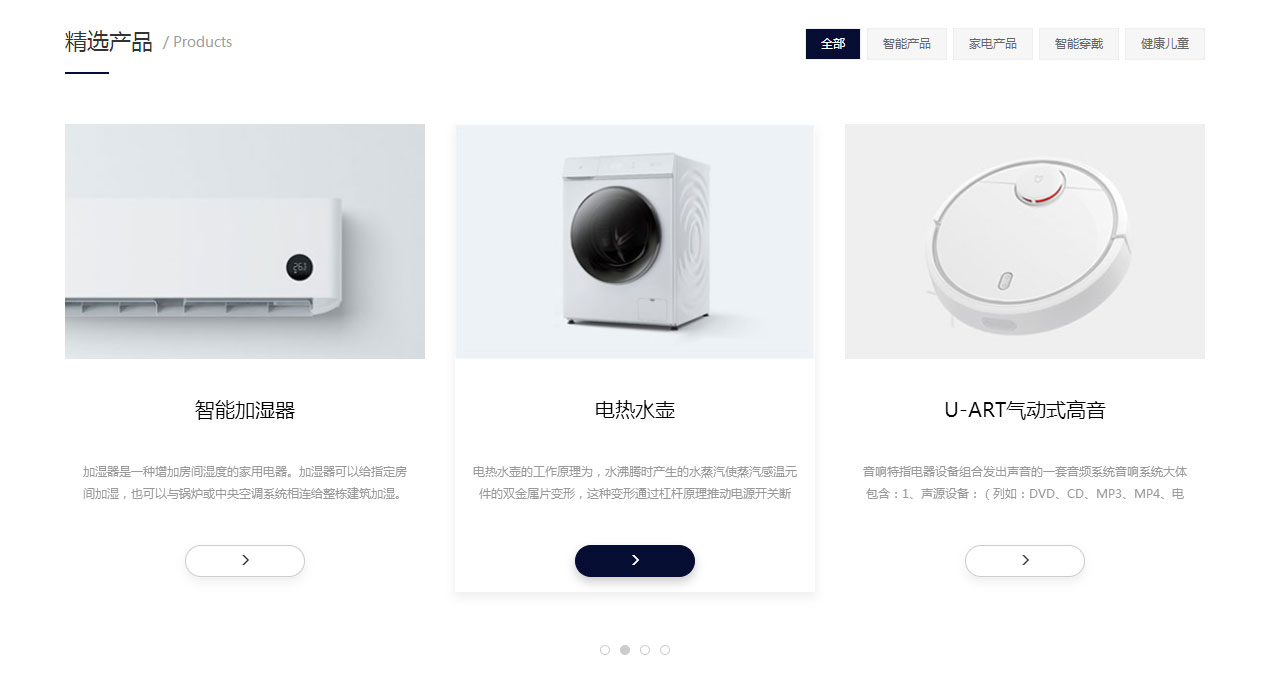 精选产品 / Products
全部 智能产品 家电产品 智能穿戴 健康儿童
智能加湿器
加湿器是一种增加房间湿度的家用电器。加湿器可以给指定房
间加湿,也可以与锅炉或中央空调系统相连给整栋建筑加湿。
电热水壶
电热水壶的工作原理为,水沸腾时产生的水蒸汽使蒸汽感温元
件的双金属片变形,这种变形通过杠杆原理推动电源开关断
U-ART气动式高音
音响特指电器设备组合发出声音的一套音频系统音响系统大体
包含:1、声源设备:(列如:DVD、CD、MP3、MP4、电